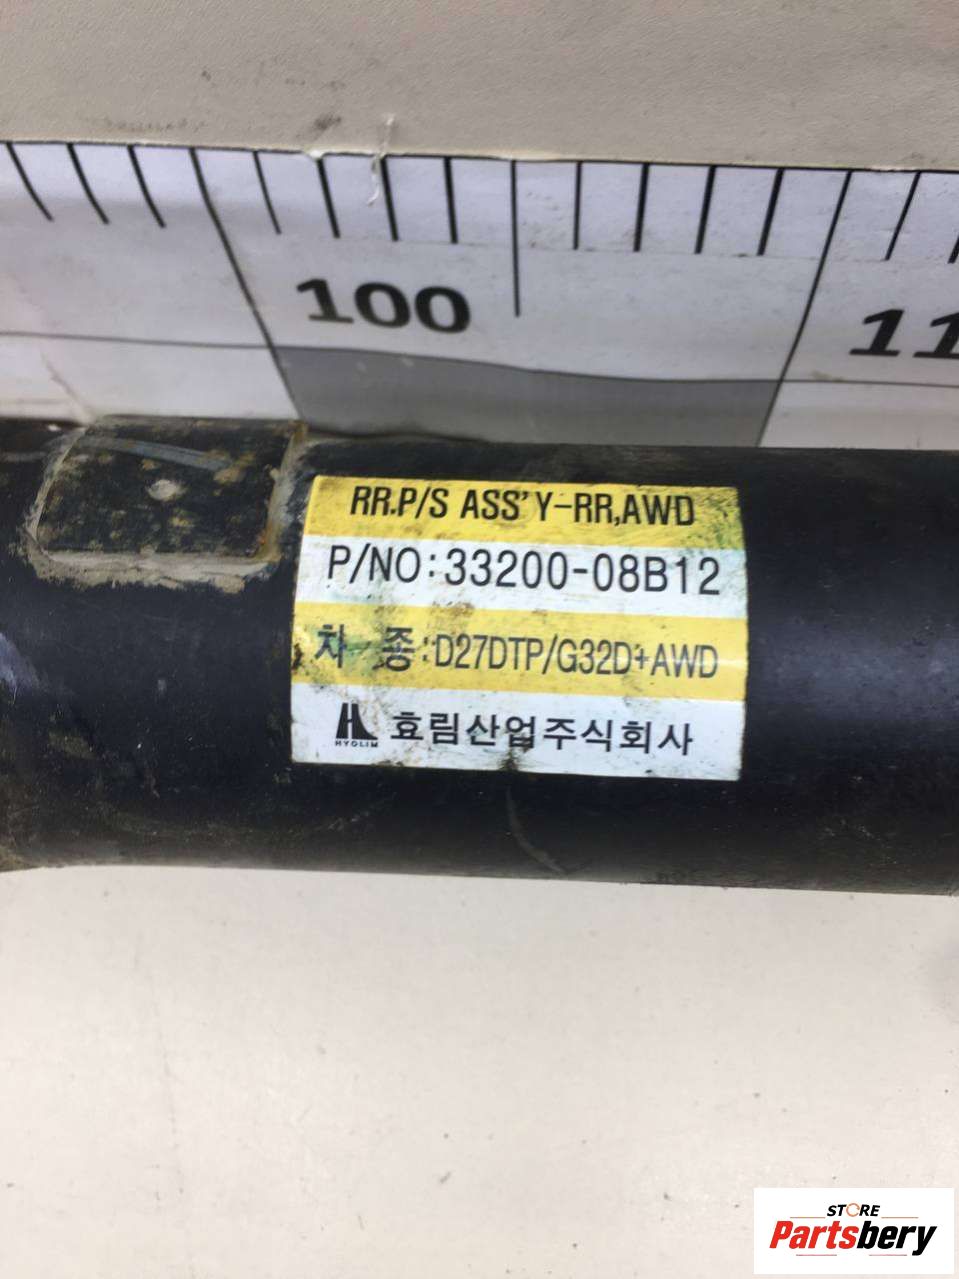 100
11
RR.P/S ASS'Y-RR,AWD
P/NO:33200-08B12
차 종:D27DTP/G32D+AWD
HYOLIM 효림산업주식회사
STORE
Partsbery